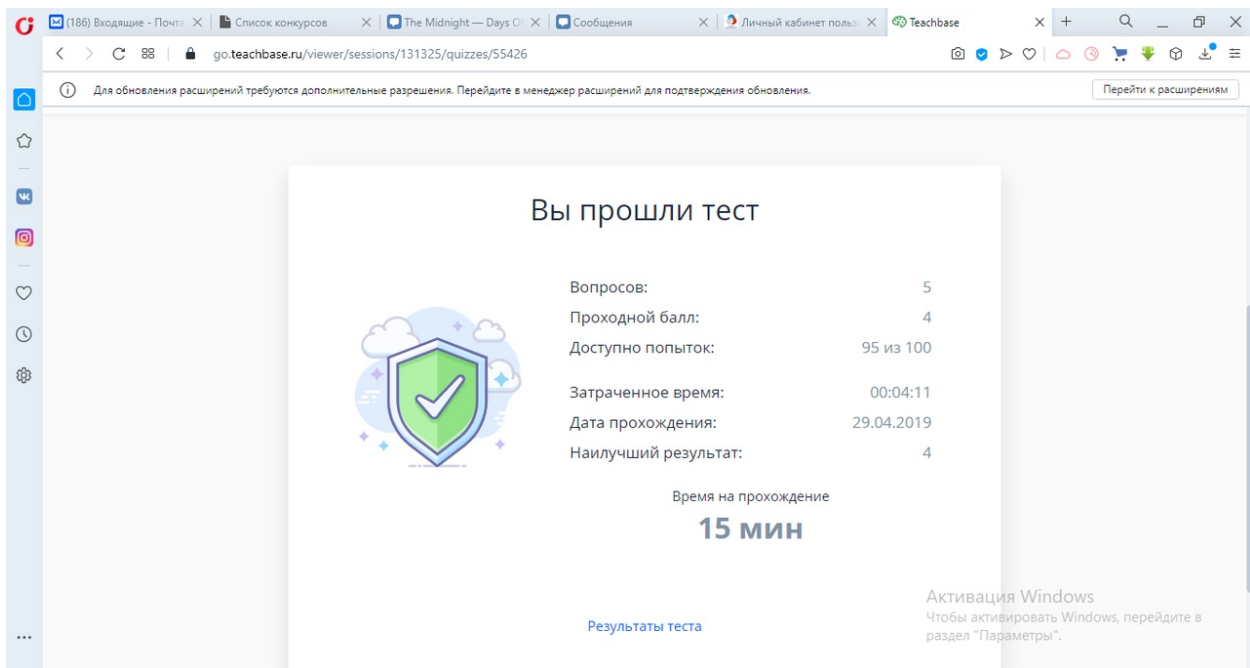 (186) Входящие - Почта
Список конкурсов
The Midnight — Days Of
Сообщения
Личный кабинет польз
Teachbase
go.teachbase.ru/viewer/sessions/131325/quizzes/55426
Для обновления расширений требуются дополнительные разрешения. Перейдите в менеджер расширений для подтверждения обновления.
Перейти к расширениям
Вы прошли тест
Вопросов: 5
Проходной балл: 4
Доступно попыток: 95 из 100
Затраченное время: 00:04:11
Дата прохождения: 29.04.2019
Наилучший результат: 4
Время на прохождение
15 мин
Результаты теста
Активация Windows
Чтобы активировать Windows, перейдите в
раздел "Параметры".